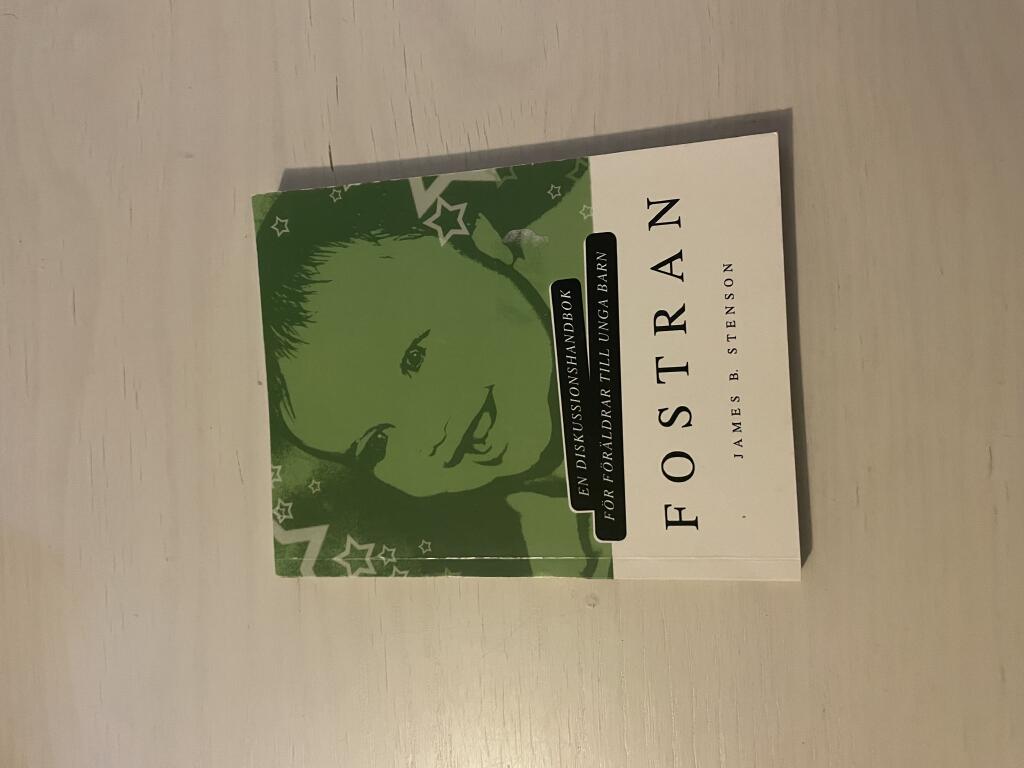 EN DISKUSSIONSHANDBOK
FÖR FÖRÄLDRAR TILL UNGA BARN
FOSTRAN
JAMES B. STENSON